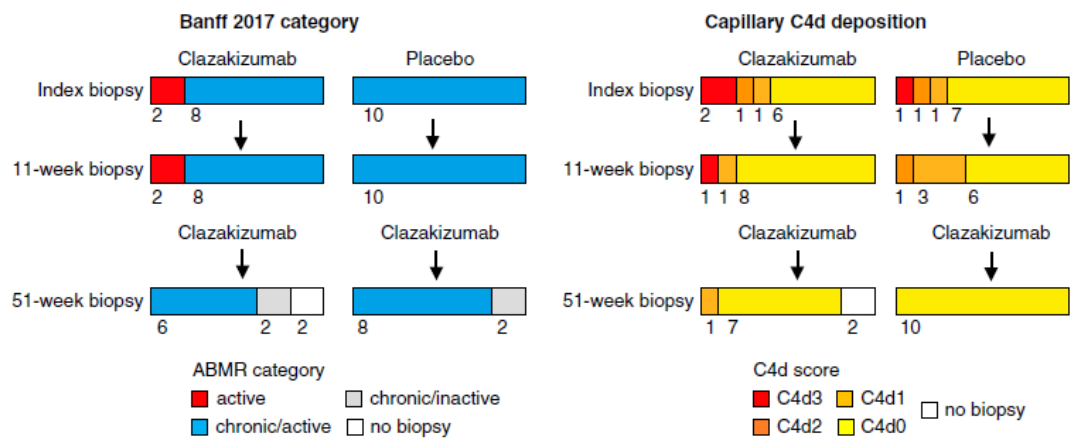 Banff 2017 category
Clazakizumab Placebo
Index biopsy
2 8 10
11-week biopsy
2 8 10
Clazakizumab Clazakizumab
51-week biopsy
6 2 2 8 2
ABMR category
active chronic/inactive
chronic/active no biopsy
Capillary C4d deposition
Clazakizumab Placebo
Index biopsy
2 1 1 6 1 1 1 7
11-week biopsy
1 1 8 1 3 6
Clazakizumab Clazakizumab
51-week biopsy
1 7 2 10
C4d score
C4d3 C4d1 no biopsy
C4d2 C4d0